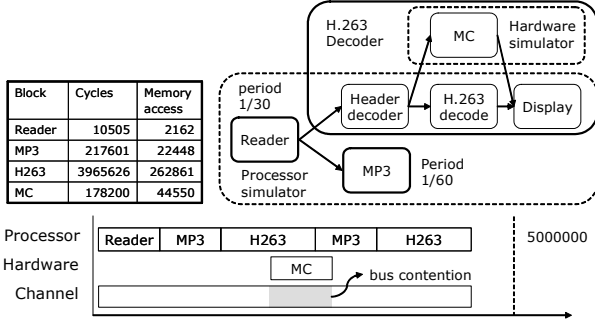 H.263
Decoder
MC
Hardware
simulator
Block Cycles Memory
access
Reader 10505 2162
MP3 217601 22448
H263 3965626 262861
MC 178200 44550
period
1/30
Reader
Header
decoder
H.263
decode
Display
Processor
simulator
MP3
Period
1/60
Processor Reader MP3 H263 MP3 H263 5000000
Hardware MC
Channel bus contention